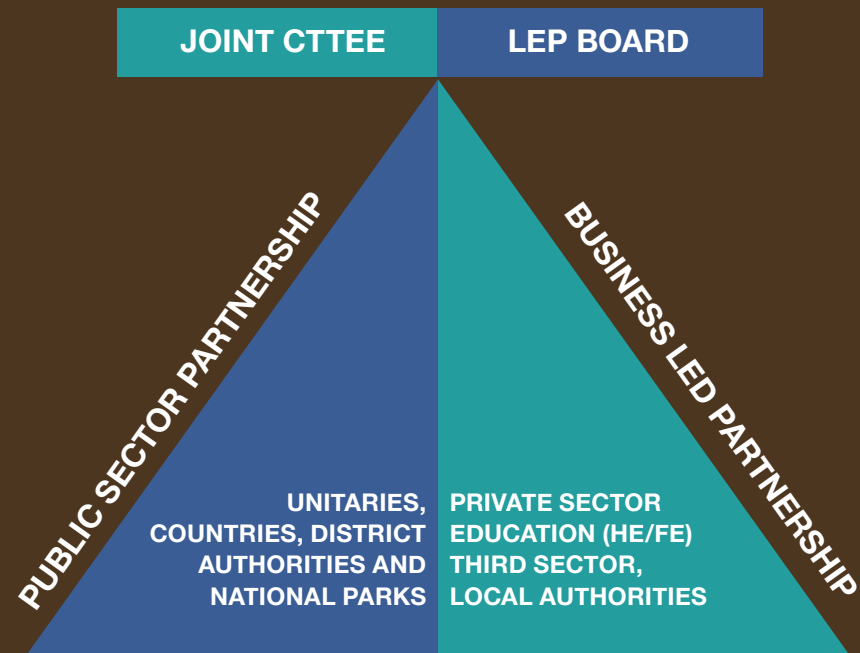 JOINT CTTEE
LEP BOARD
PUBLIC SECTOR PARTNERSHIP
BUSINESS LED PARTNERSHIP
UNITARIES,
COUNTRIES, DISTRICT
AUTHORITIES AND
NATIONAL PARKS
PRIVATE SECTOR
EDUCATION (HE/FE)
THIRD SECTOR,
LOCAL AUTHORITIES